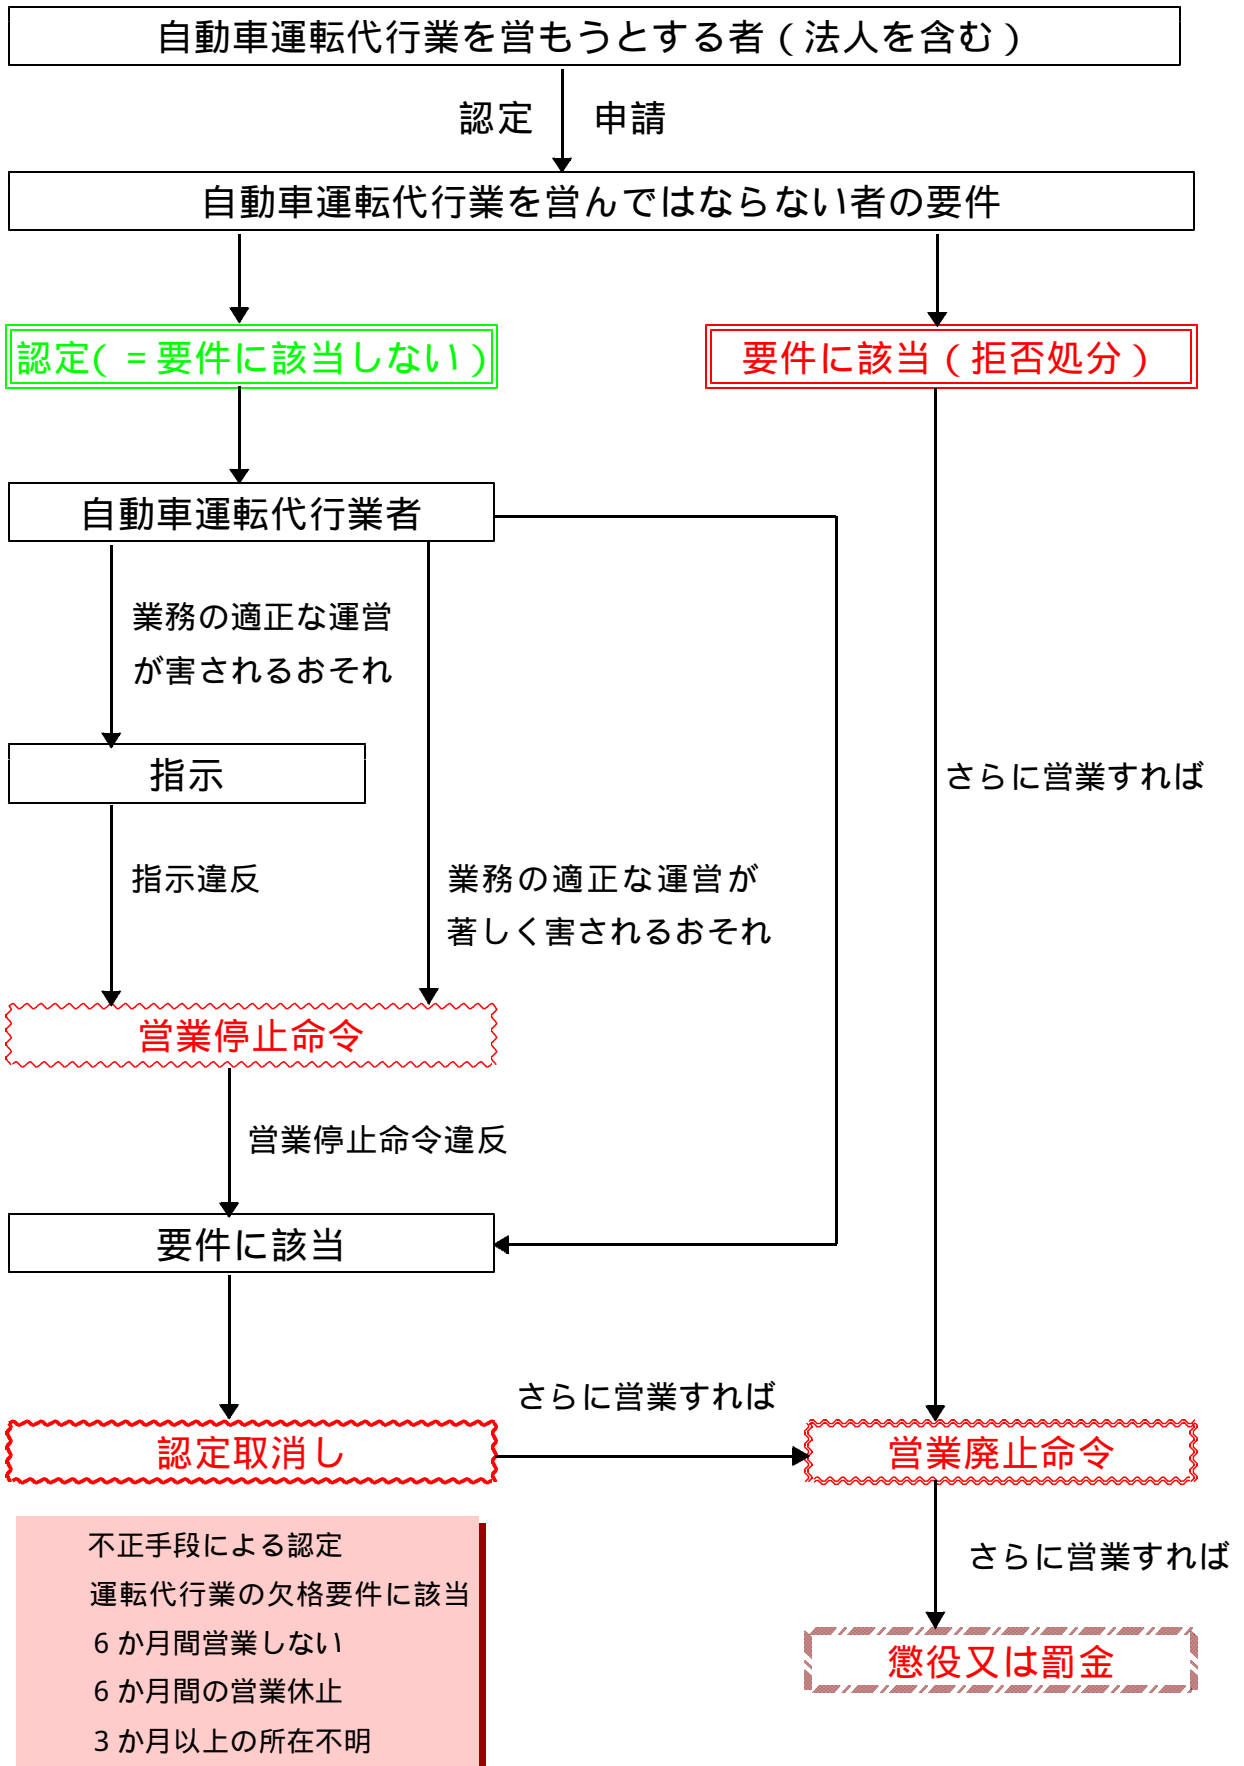 自動車運転代行業を営もうとする者（法人を含む）
認定 申請
自動車運転代行業を営んではならない者の要件
認定(＝要件に該当しない)
要件に該当（拒否処分）
自動車運転代行業者
業務の適正な運営
が害されるおそれ
指示
さらに営業すれば
指示違反
業務の適正な運営が
著しく害されるおそれ
営業停止命令
営業停止命令違反
要件に該当
さらに営業すれば
認定取消し
営業廃止命令
不正手段による認定
運転代行業の欠格要件に該当
6か月間営業しない
6か月間の営業休止
3か月以上の所在不明
さらに営業すれば
懲役又は罰金